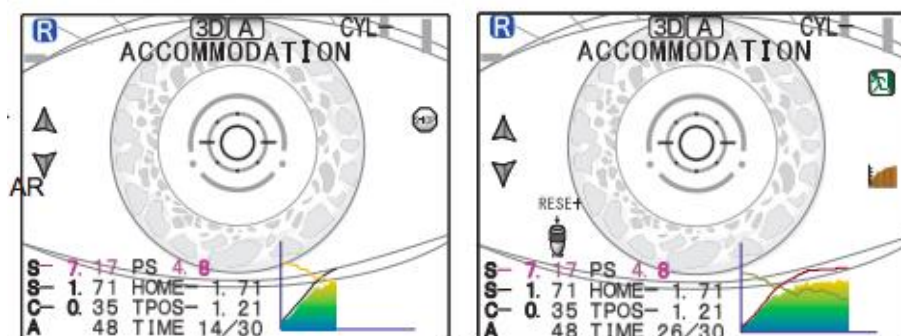 R 3D A CYL−
ACCOMMODATION
STOP
AR
S− 7. 17 PS 4. 8
S− 1. 71 HOME− 1. 71
C− 0. 35 TPOS− 1. 21
A 48 TIME 14/30
R 3D A CYL−
ACCOMMODATION
RESET
S− 7. 17 PS 4. 8
S− 1. 71 HOME− 1. 71
C− 0. 35 TPOS− 1. 21
A 48 TIME 26/30